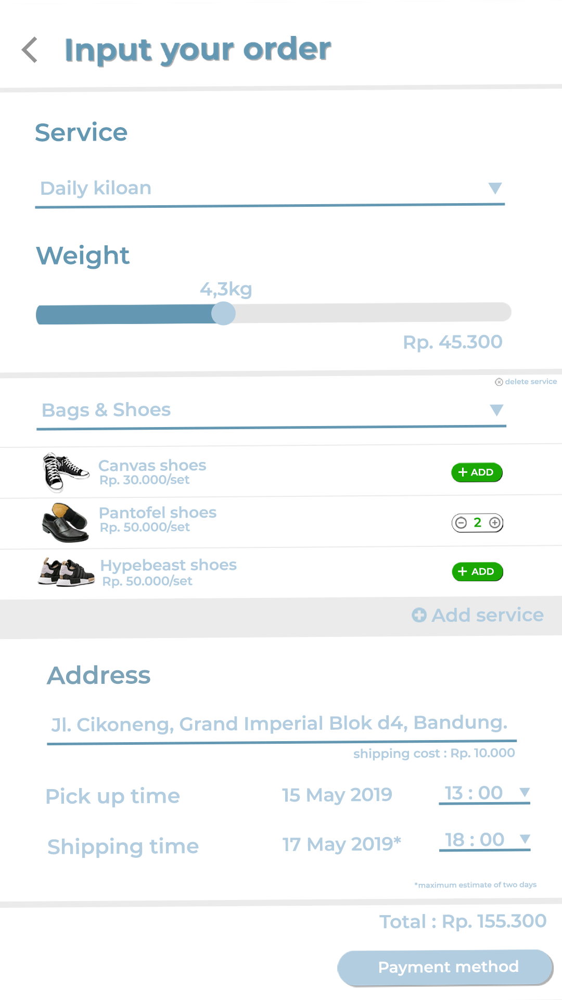 Input your order
Service
Daily kiloan
Weight
4,3kg
Rp. 45.300
delete service
Bags & Shoes
Canvas shoes
Rp. 30.000/set
+ ADD
Pantofel shoes
Rp. 50.000/set
2
Hypebeast shoes
Rp. 50.000/set
+ ADD
Add service
Address
Jl. Cikoneng, Grand Imperial Blok d4, Bandung.
shipping cost : Rp. 10.000
Pick up time 15 May 2019 13 : 00
Shipping time 17 May 2019* 18 : 00
*maximum estimate of two days
Total : Rp. 155.300
Payment method